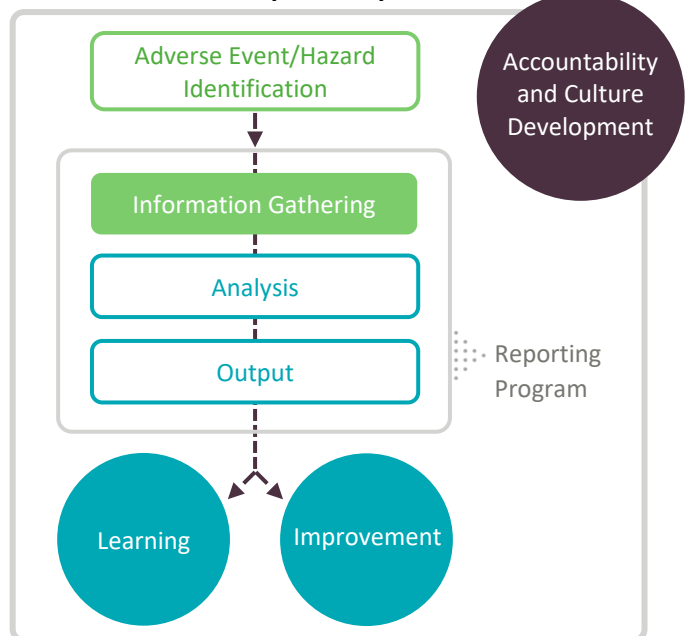 Adverse Event/Hazard
Identification
Accountability
and Culture
Development
Information Gathering
Analysis
Output
Reporting
Program
Learning
Improvement